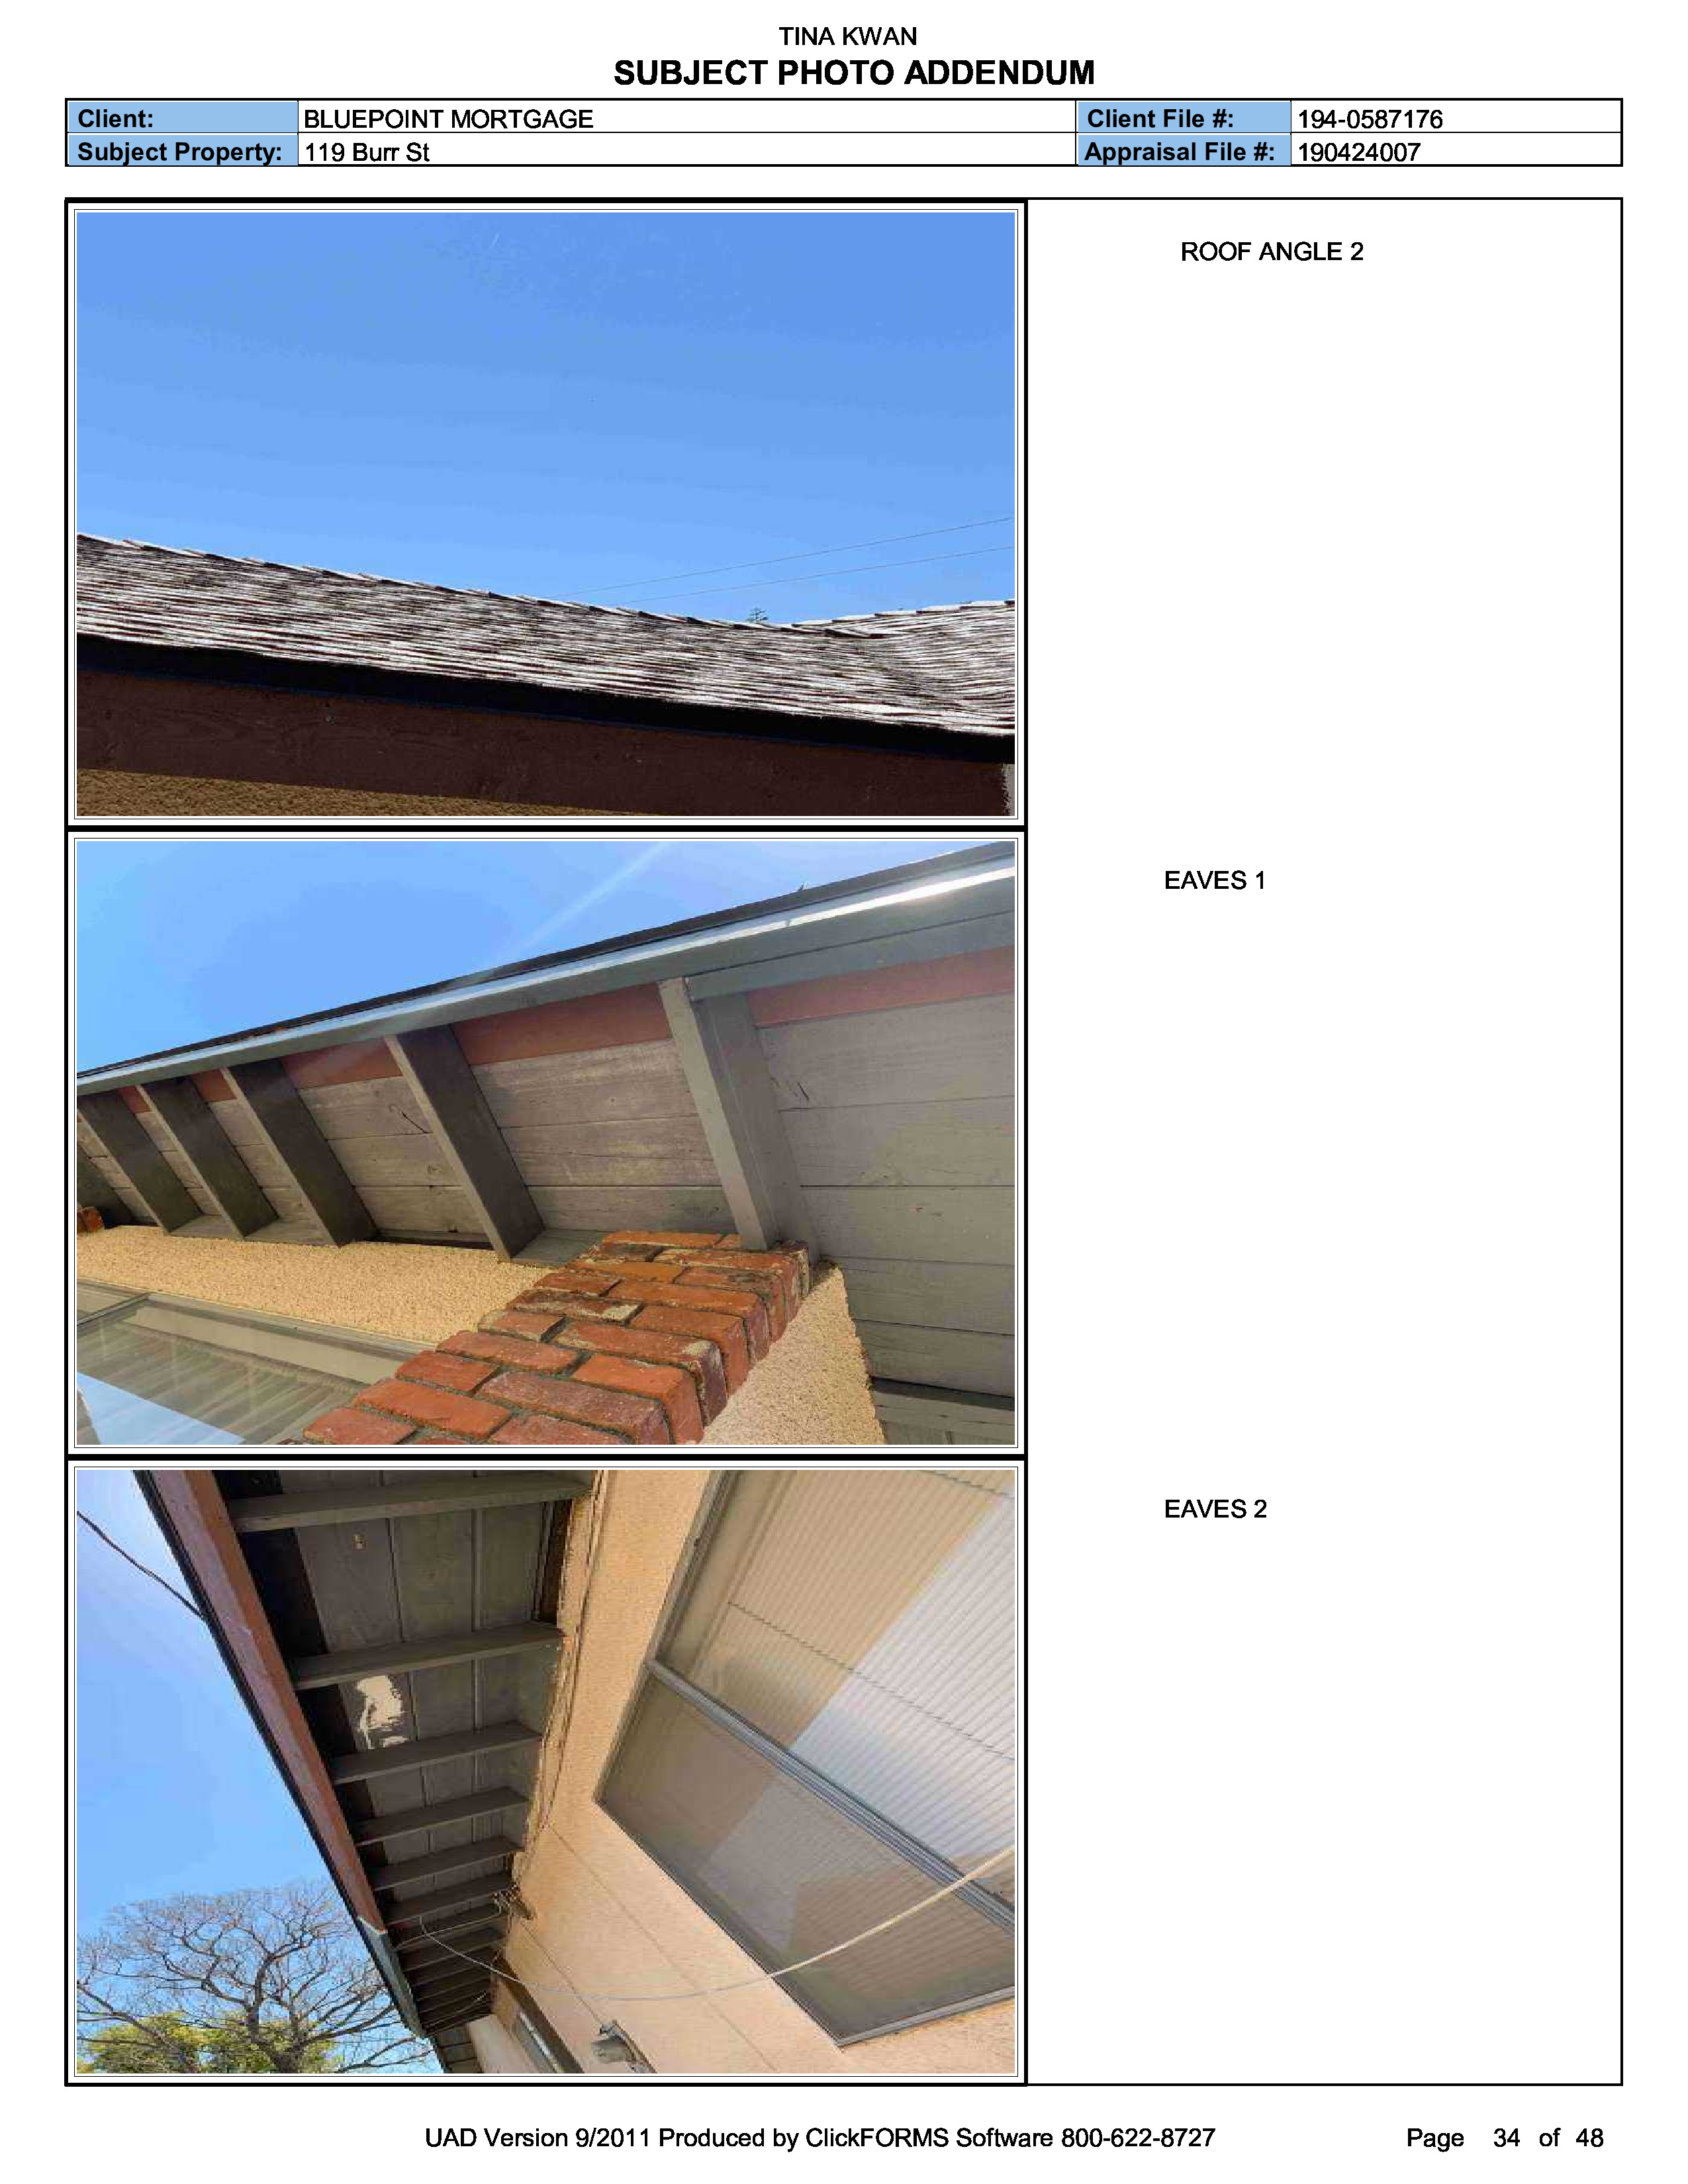 TINA KWAN
SUBJECT PHOTO ADDENDUM
Client: BLUEPOINT MORTGAGE Client File #: 194-0587176
Subject Property: 119 Burr St Appraisal File #: 190424007
ROOF ANGLE 2
EAVES 1
EAVES 2
UAD Version 9/2011 Produced by ClickFORMS Software 800-622-8727 Page 34 of 48